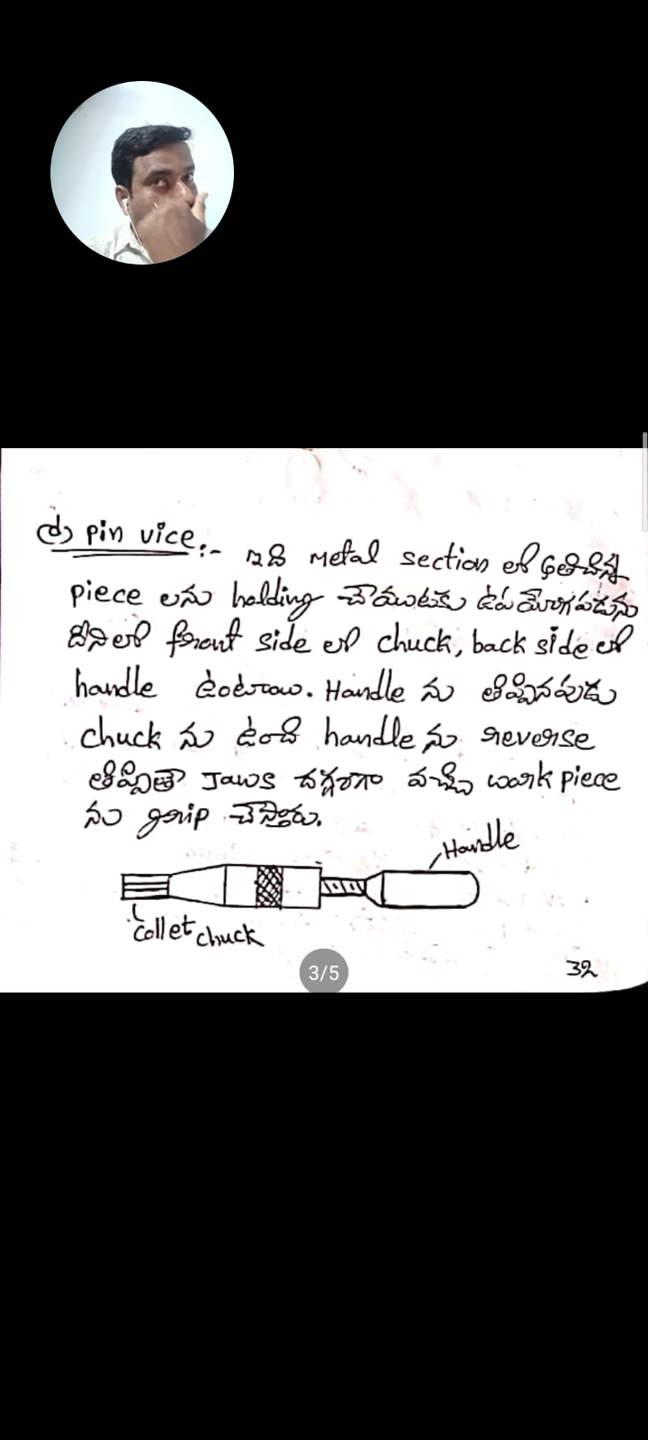 d) pin vice:-  ఇది metal section లో ప్రతిచిన్న
piece లను holding చేయుటకు ఉపయోగపడును
దీనిలో front side లో chuck, back side లో
handle ఉంటాయి. Handle ను తిప్పినపుడు
chuck ను ఉంచి handle ను reverse
తిప్పితే Jaws దగ్గరగా వచ్చి work piece
ను grip చేస్తారు.
Handle
Collet chuck
3/5
32